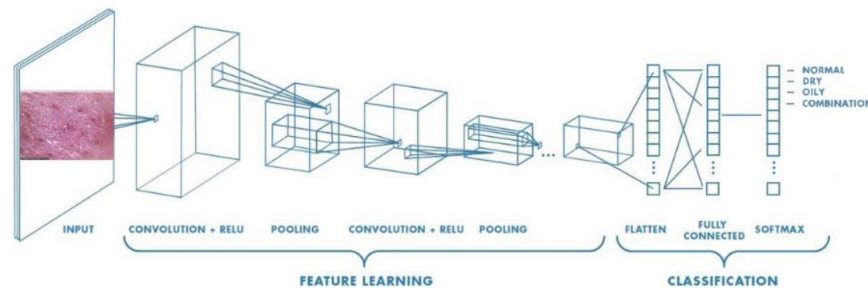 — NORMAL
— DRY
— OILY
— COMBINATION
INPUT
CONVOLUTION + RELU
POOLING
CONVOLUTION + RELU
POOLING
...
FLATTEN
FULLY
CONNECTED
SOFTMAX
FEATURE LEARNING
CLASSIFICATION